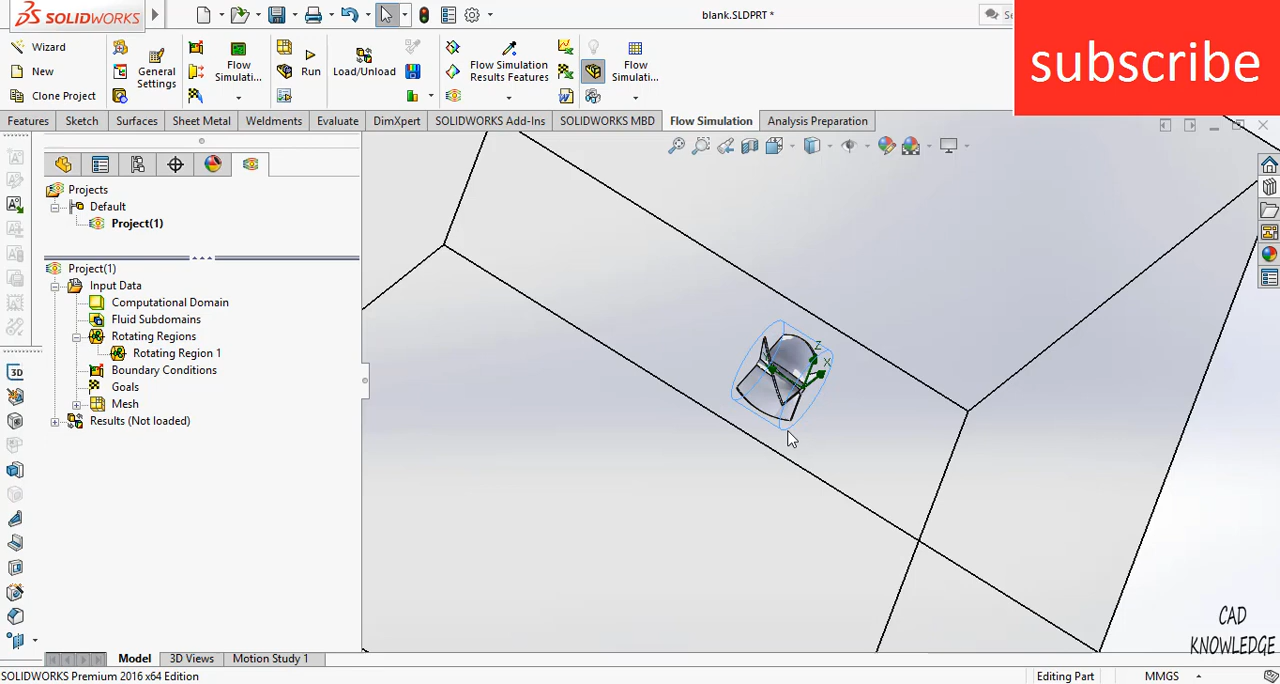 SOLIDWORKS
blank.SLDPRT *
subscribe
Wizard
New
Clone Project
General
Settings
Flow
Simulati...
Run
Load/Unload
Flow Simulation
Results Features
Flow
Simulati...
Features
Sketch
Surfaces
Sheet Metal
Weldments
Evaluate
DimXpert
SOLIDWORKS Add-Ins
SOLIDWORKS MBD
Flow Simulation
Analysis Preparation
Projects
Default
Project(1)
Project(1)
Input Data
Computational Domain
Fluid Subdomains
Rotating Regions
Rotating Region 1
Boundary Conditions
Goals
Mesh
Results (Not loaded)
Z
X
3D
CAD
KNOWLEDGE
Model
3D Views
Motion Study 1
SOLIDWORKS Premium 2016 x64 Edition
Editing Part
MMGS